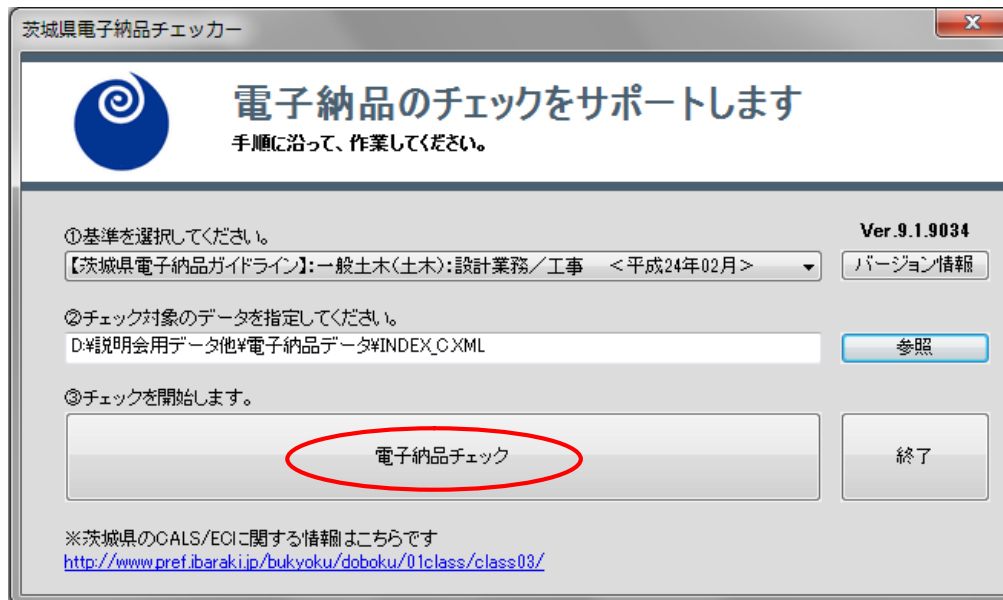 茨城県電子納品チェッカー
電子納品のチェックをサポートします
手順に沿って、作業してください。
①基準を選択してください。
Ver.9.1.9034
【茨城県電子納品ガイドライン】:一般土木(土木):設計業務/工事 <平成24年02月>
バージョン情報
②チェック対象のデータを指定してください。
D:¥説明会用データ他¥電子納品データ¥INDEX_C.XML
参照
③チェックを開始します。
電子納品チェック
終了
※茨城県のCALS/ECに関する情報はこちらです
http://www.pref.ibaraki.jp/bukyoku/doboku/01class/class03/